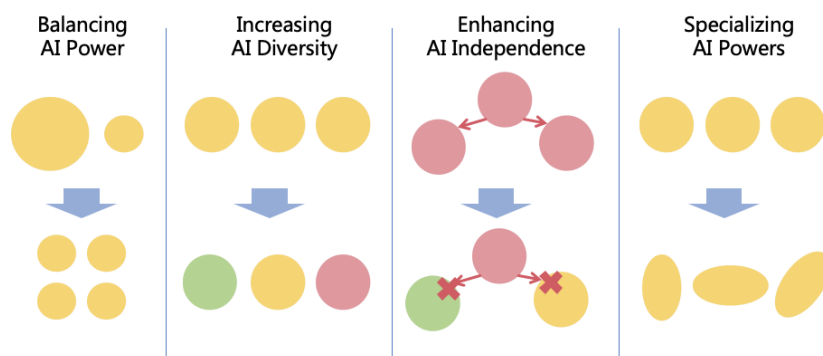 Balancing
AI Power
Increasing
AI Diversity
Enhancing
AI Independence
Specializing
AI Powers